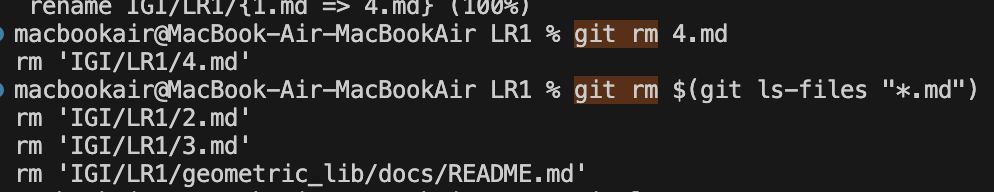 rename IGI/LR1/{1.md => 4.md} (100%)
macbookair@MacBook-Air-MacBookAir LR1 % git rm 4.md
rm 'IGI/LR1/4.md'
macbookair@MacBook-Air-MacBookAir LR1 % git rm $(git ls-files "*.md")
rm 'IGI/LR1/2.md'
rm 'IGI/LR1/3.md'
rm 'IGI/LR1/geometric_lib/docs/README.md'